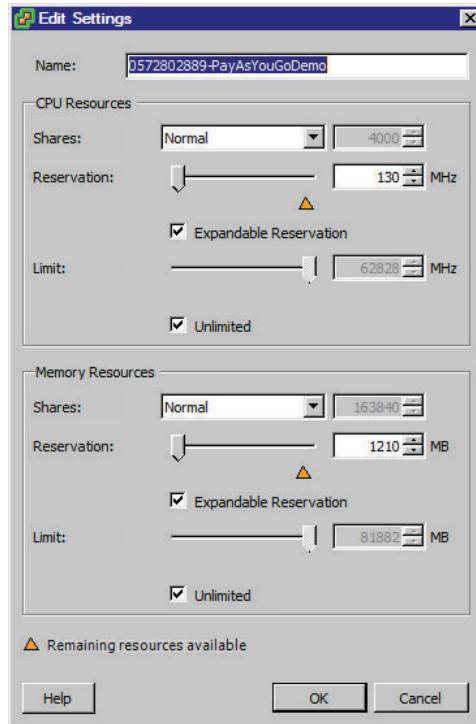 Edit Settings
Name: 0572802889-PayAsYouGoDemo
CPU Resources
Shares: Normal 4000
Reservation: 130 MHz
Expandable Reservation
Limit: 62828 MHz
Unlimited
Memory Resources
Shares: Normal 163840
Reservation: 1210 MB
Expandable Reservation
Limit: 81882 MB
Unlimited
Remaining resources available
Help OK Cancel